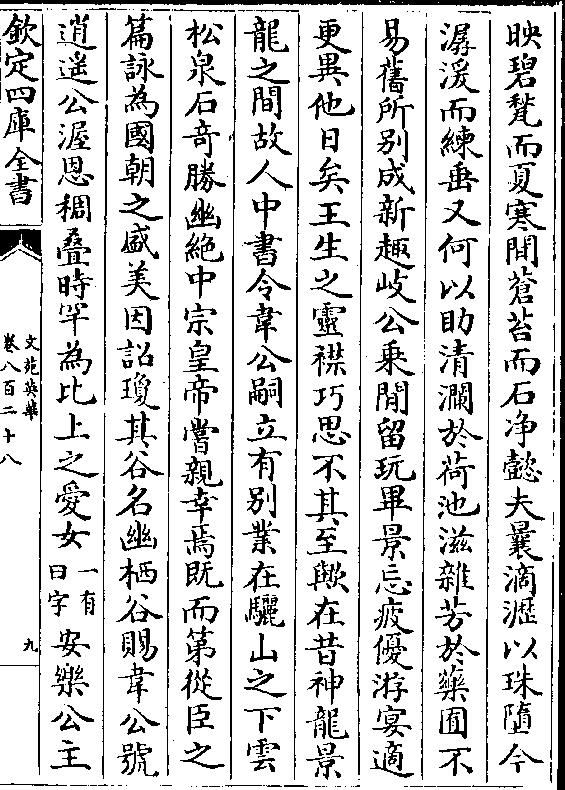 映碧甃而夏寒間蒼苔而石净懿夫曩滴瀝以珠墮今
潺湲而練垂又何以助清瀾於荷池滋雜芳於藥圃不
易舊所别成新趣岐公乗閒留玩畢景忘疲優游宴適
更異他日矣王生之靈襟巧思不其至歟在昔神龍景
龍之間故人中書令韋公嗣立有别業在驪山之下雲
松泉石竒勝幽絶中宗皇帝嘗親幸焉既而第從臣之
篇詠為國朝之盛美因詔瓊其谷名幽栖谷賜韋公號
逍遥公渥恩稠叠時罕為比上之愛女一有曰字安樂公主
欽定四庫全書
文苑英華
卷八百二十八
九